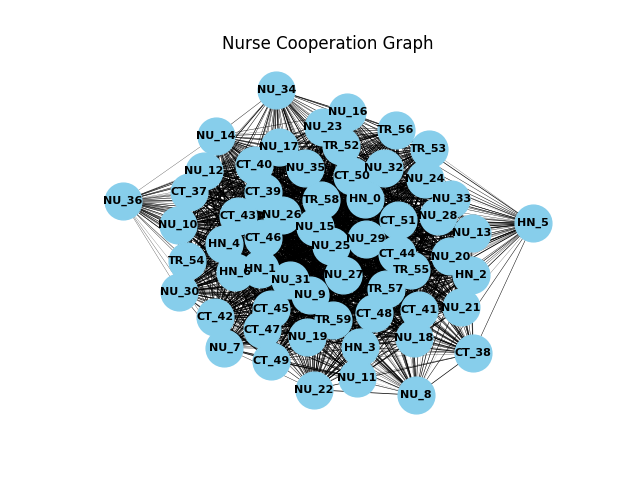 Nurse Cooperation Graph
NU_34
NU_16
NU_23
TR_56
NU_14
TR_52
NU_17
TR_53
CT_40
NU_35
NU_32
NU_12
CT_50
NU_24
CT_37
CT_39
NU_36
TR_58
HN_0
NU_33
CT_43
NU_26
NU_28
CT_51
HN_5
NU_10
NU_15
NU_13
CT_46
NU_29
HN_4
NU_25
CT_44
NU_20
TR_54
HN_6
HN_1
TR_55
NU_27
HN_2
NU_31
NU_30
TR_57
NU_9
CT_45
NU_21
CT_41
CT_48
CT_42
TR_59
CT_47
NU_19
NU_18
NU_7
HN_3
CT_38
CT_49
NU_11
NU_22
NU_8